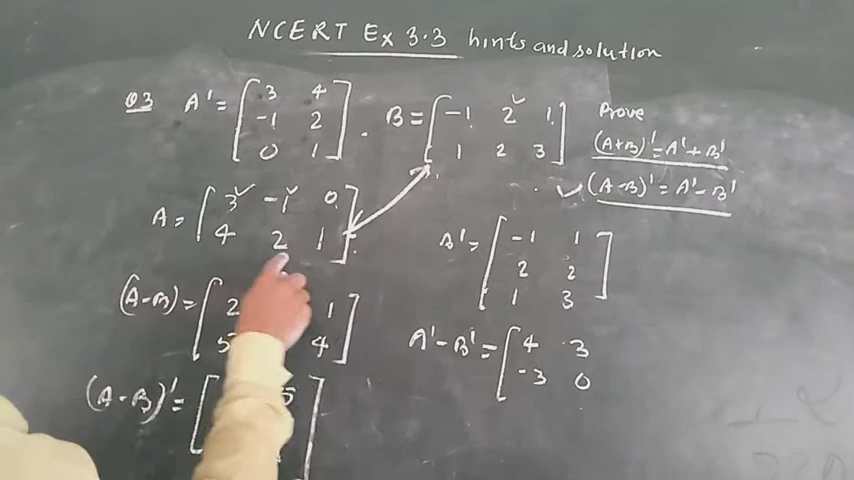 NCERT Ex 3.3 hints and solution
Q3 A' = [ 3 4 B = [ -1 2 1 ] Prove
-1 2 1 2 3
0 1 ] . (A+B)' = A' + B'
(A-B)' = A' - B'
A = [ 3 -1 0
4 2 1 ]
B' = [ -1 1
2 2
1 3 ]
(A-B) = [ 2 1
5 4 ]
A' - B' = [ 4 3
-3 0
(A-B)' = [ 5